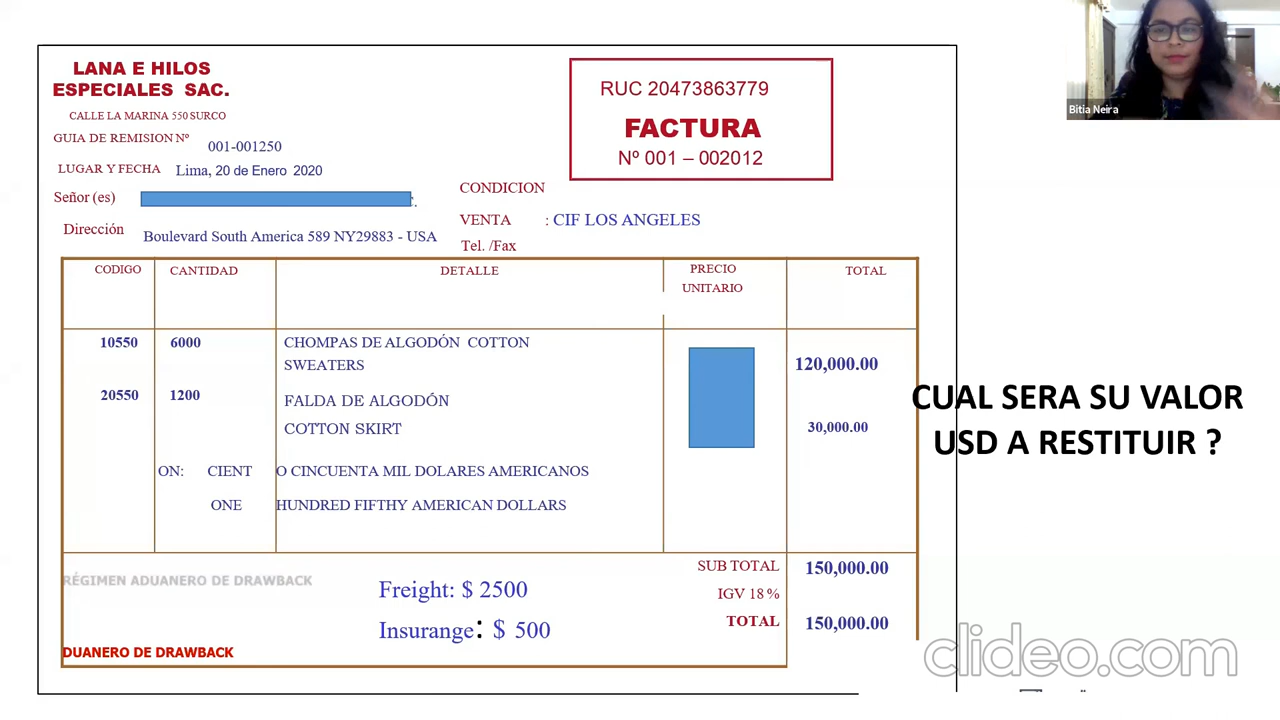 LANA E HILOS
ESPECIALES SAC.
CALLE LA MARINA 550 SURCO
GUIA DE REMISION Nº 001-001250
LUGAR Y FECHA Lima, 20 de Enero 2020
Señor (es)
Dirección Boulevard South America 589 NY29883 - USA
RUC 20473863779
FACTURA
Nº 001 – 002012
CONDICION
VENTA : CIF LOS ANGELES
Tel. /Fax
CODIGO CANTIDAD DETALLE PRECIO UNITARIO TOTAL
10550 6000 CHOMPAS DE ALGODÓN COTTON
SWEATERS 120,000.00
20550 1200 FALDA DE ALGODÓN
COTTON SKIRT 30,000.00
ON: CIENT O CINCUENTA MIL DOLARES AMERICANOS
ONE HUNDRED FIFTHY AMERICAN DOLLARS
SUB TOTAL 150,000.00
IGV 18 %
TOTAL 150,000.00
RÉGIMEN ADUANERO DE DRAWBACK
Freight: $ 2500
Insurange: $ 500
DUANERO DE DRAWBACK
CUAL SERA SU VALOR
USD A RESTITUIR ?
Bitia Neira
clideo.com